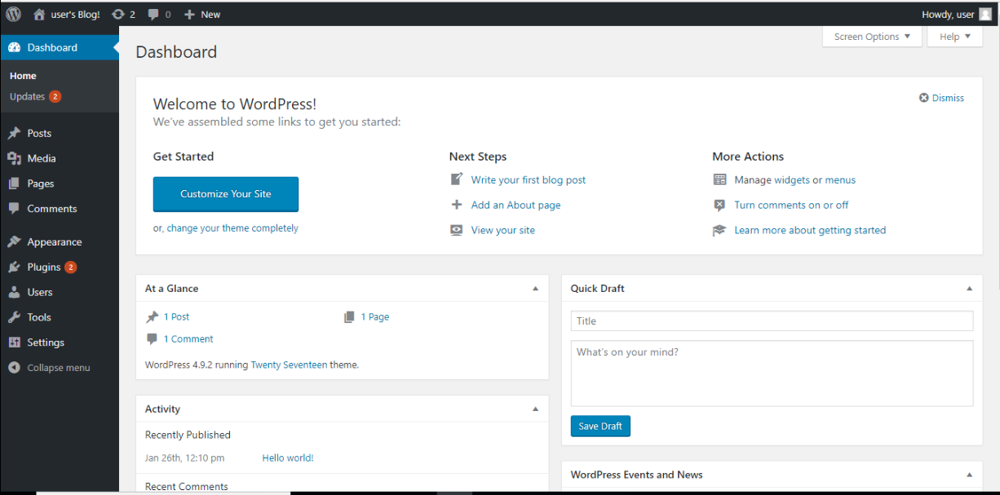 user's Blog! 2 0 New Howdy, user
Screen Options Help
Dashboard
Home
Updates 2
Posts
Media
Pages
Comments
Appearance
Plugins 2
Users
Tools
Settings
Collapse menu
Dashboard
Welcome to WordPress!
Dismiss
We've assembled some links to get you started:
Get Started
Customize Your Site
or, change your theme completely
Next Steps
Write your first blog post
Add an About page
View your site
More Actions
Manage widgets or menus
Turn comments on or off
Learn more about getting started
At a Glance
1 Post 1 Page
1 Comment
WordPress 4.9.2 running Twenty Seventeen theme.
Activity
Recently Published
Jan 26th, 12:10 pm Hello world!
Recent Comments
Quick Draft
Title
What's on your mind?
Save Draft
WordPress Events and News